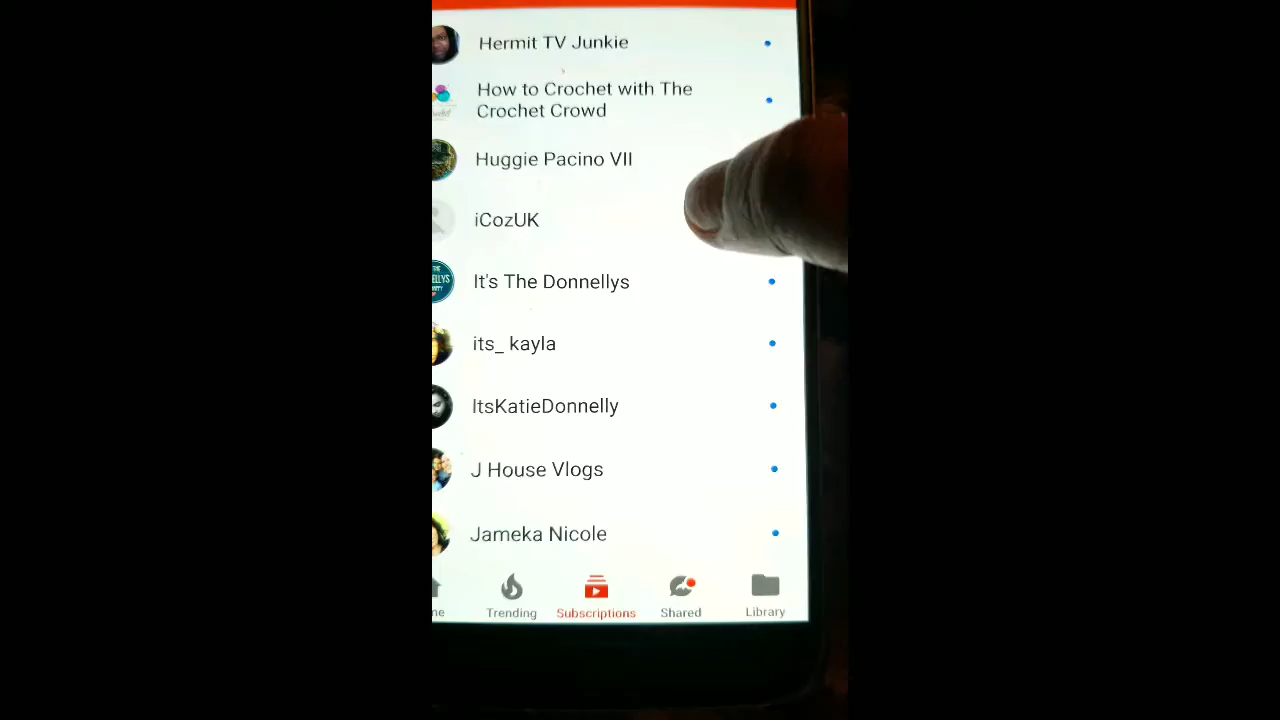 Hermit TV Junkie
How to Crochet with The
Crochet Crowd
Huggie Pacino VII
iCozUK
It's The Donnellys
its_ kayla
ItsKatieDonnelly
J House Vlogs
Jameka Nicole
me
Trending
Subscriptions
Shared
Library